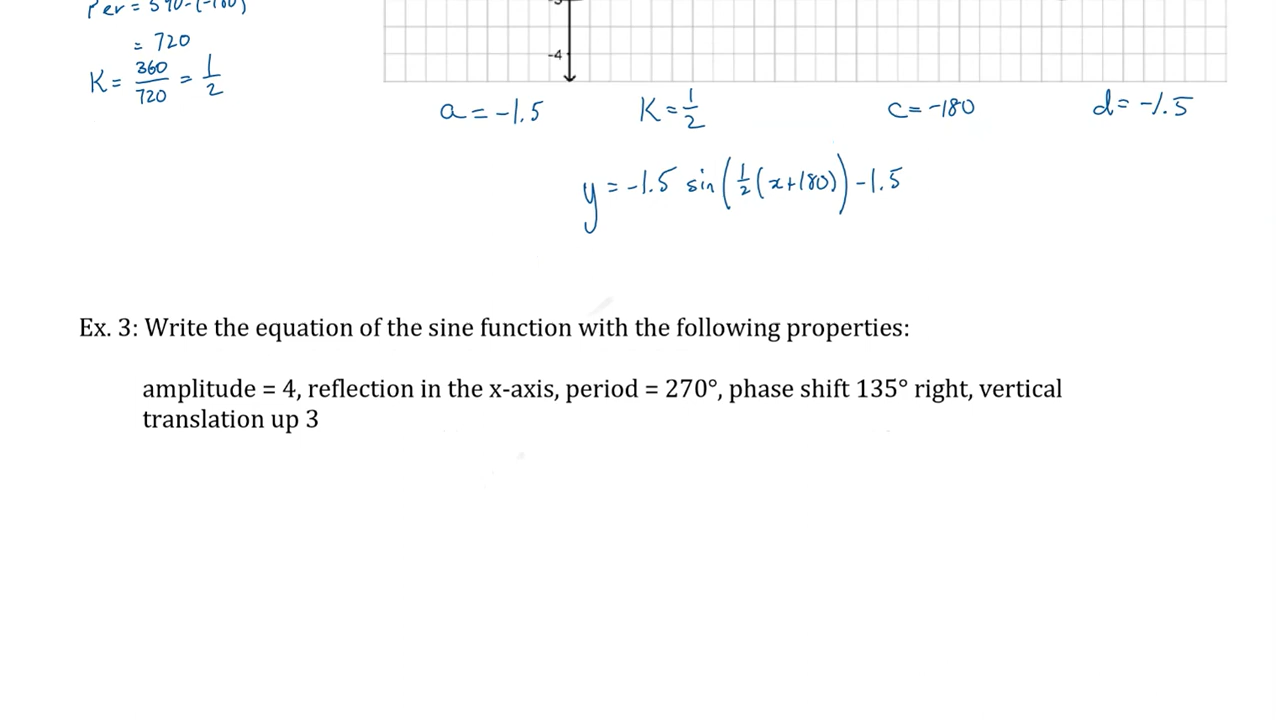 = 720
K = 360/720 = 1/2
-4
a = -1.5 K = 1/2 c = -180 d = -1.5
y = -1.5 sin(1/2(x+180)) - 1.5
Ex. 3: Write the equation of the sine function with the following properties:
amplitude = 4, reflection in the x-axis, period = 270°, phase shift 135° right, vertical
translation up 3